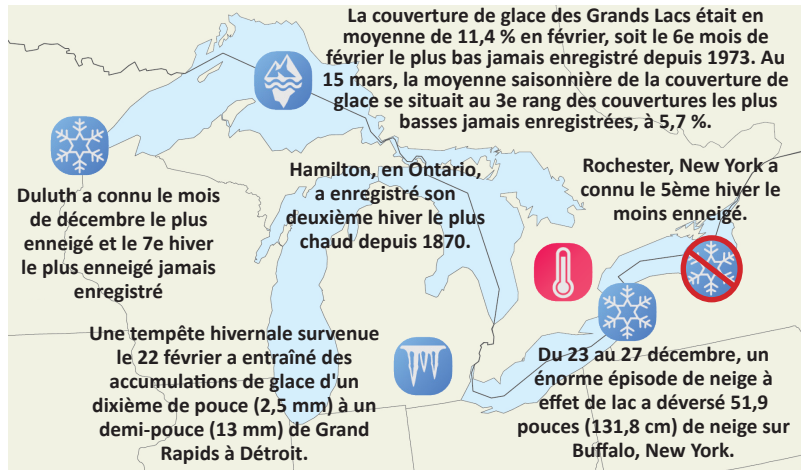 La couverture de glace des Grands Lacs était en
moyenne de 11,4 % en février, soit le 6e mois de
février le plus bas jamais enregistré depuis 1973. Au
15 mars, la moyenne saisonnière de la couverture de
glace se situait au 3e rang des couvertures les plus
basses jamais enregistrées, à 5,7 %.
Duluth a connu le mois
de décembre le plus
enneigé et le 7e hiver
le plus enneigé jamais
enregistré
Hamilton, en Ontario,
a enregistré son
deuxième hiver le plus
chaud depuis 1870.
Rochester, New York a
connu le 5ème hiver le
moins enneigé.
Une tempête hivernale survenue
le 22 février a entraîné des
accumulations de glace d'un
dixième de pouce (2,5 mm) à un
demi-pouce (13 mm) de Grand
Rapids à Détroit.
Du 23 au 27 décembre, un
énorme épisode de neige à
effet de lac a déversé 51,9
pouces (131,8 cm) de neige sur
Buffalo, New York.